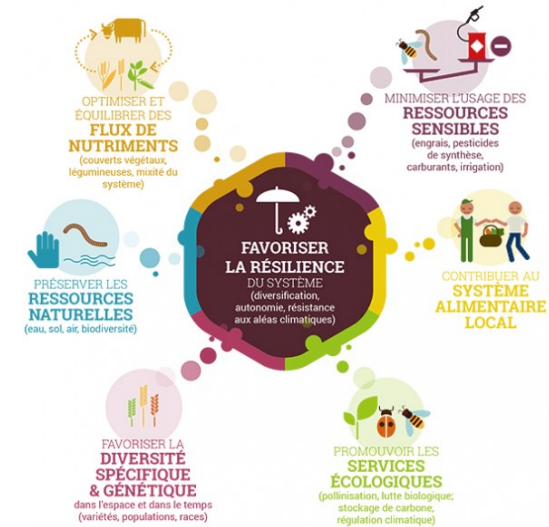 OPTIMISER ET
ÉQUILIBRER DES
FLUX DE
NUTRIMENTS
(couverts végétaux,
légumineuses, mixité du
système)
MINIMISER L'USAGE DES
RESSOURCES
SENSIBLES
(engrais, pesticides
de synthèse,
carburants, irrigation)
PRÉSERVER LES
RESSOURCES
NATURELLES
(eau, sol, air, biodiversité)
FAVORISER
LA RÉSILIENCE
DU SYSTÈME
(diversification,
autonomie, résistance
aux aléas climatiques)
CONTRIBUER AU
SYSTÈME
ALIMENTAIRE
LOCAL
FAVORISER LA
DIVERSITÉ
SPÉCIFIQUE
& GÉNÉTIQUE
dans l'espace et dans le temps
(variétés, populations, races)
PROMOUVOIR LES
SERVICES
ÉCOLOGIQUES
(pollinisation, lutte biologique;
stockage de carbone,
régulation climatique)